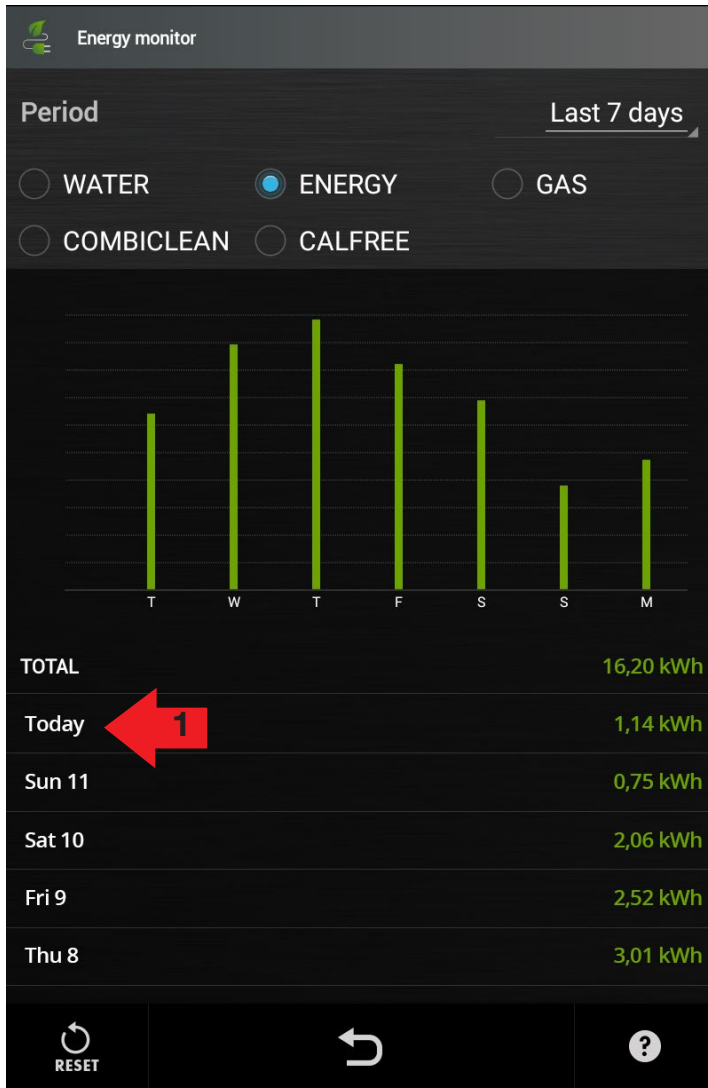 Energy monitor
Period Last 7 days
WATER ENERGY GAS
COMBICLEAN CALFREE
T W T F S S M
TOTAL 16,20 kWh
Today 1 1,14 kWh
Sun 11 0,75 kWh
Sat 10 2,06 kWh
Fri 9 2,52 kWh
Thu 8 3,01 kWh
RESET ?